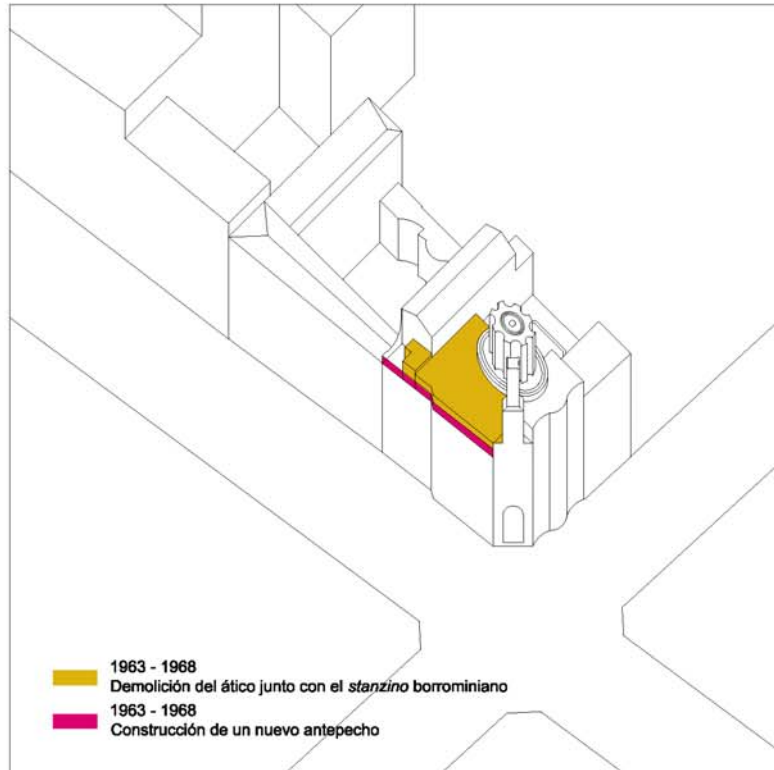 1963 - 1968
Demolición del ático junto con el stanzino borrominiano
1963 - 1968
Construcción de un nuevo antepecho